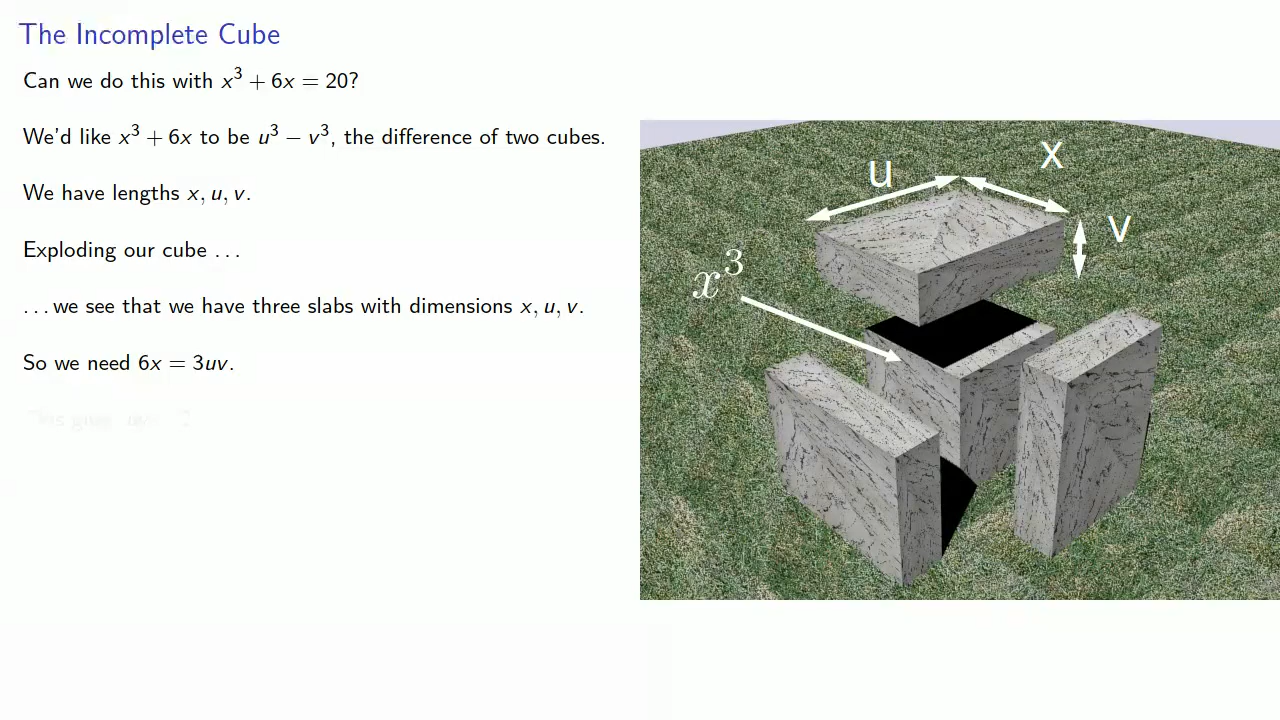 The Incomplete Cube
Can we do this with x³ + 6x = 20?
We'd like x³ + 6x to be u³ − v³, the difference of two cubes.
We have lengths x, u, v.
Exploding our cube . . .
. . . we see that we have three slabs with dimensions x, u, v.
So we need 6x = 3uv.
u
x
v
x³